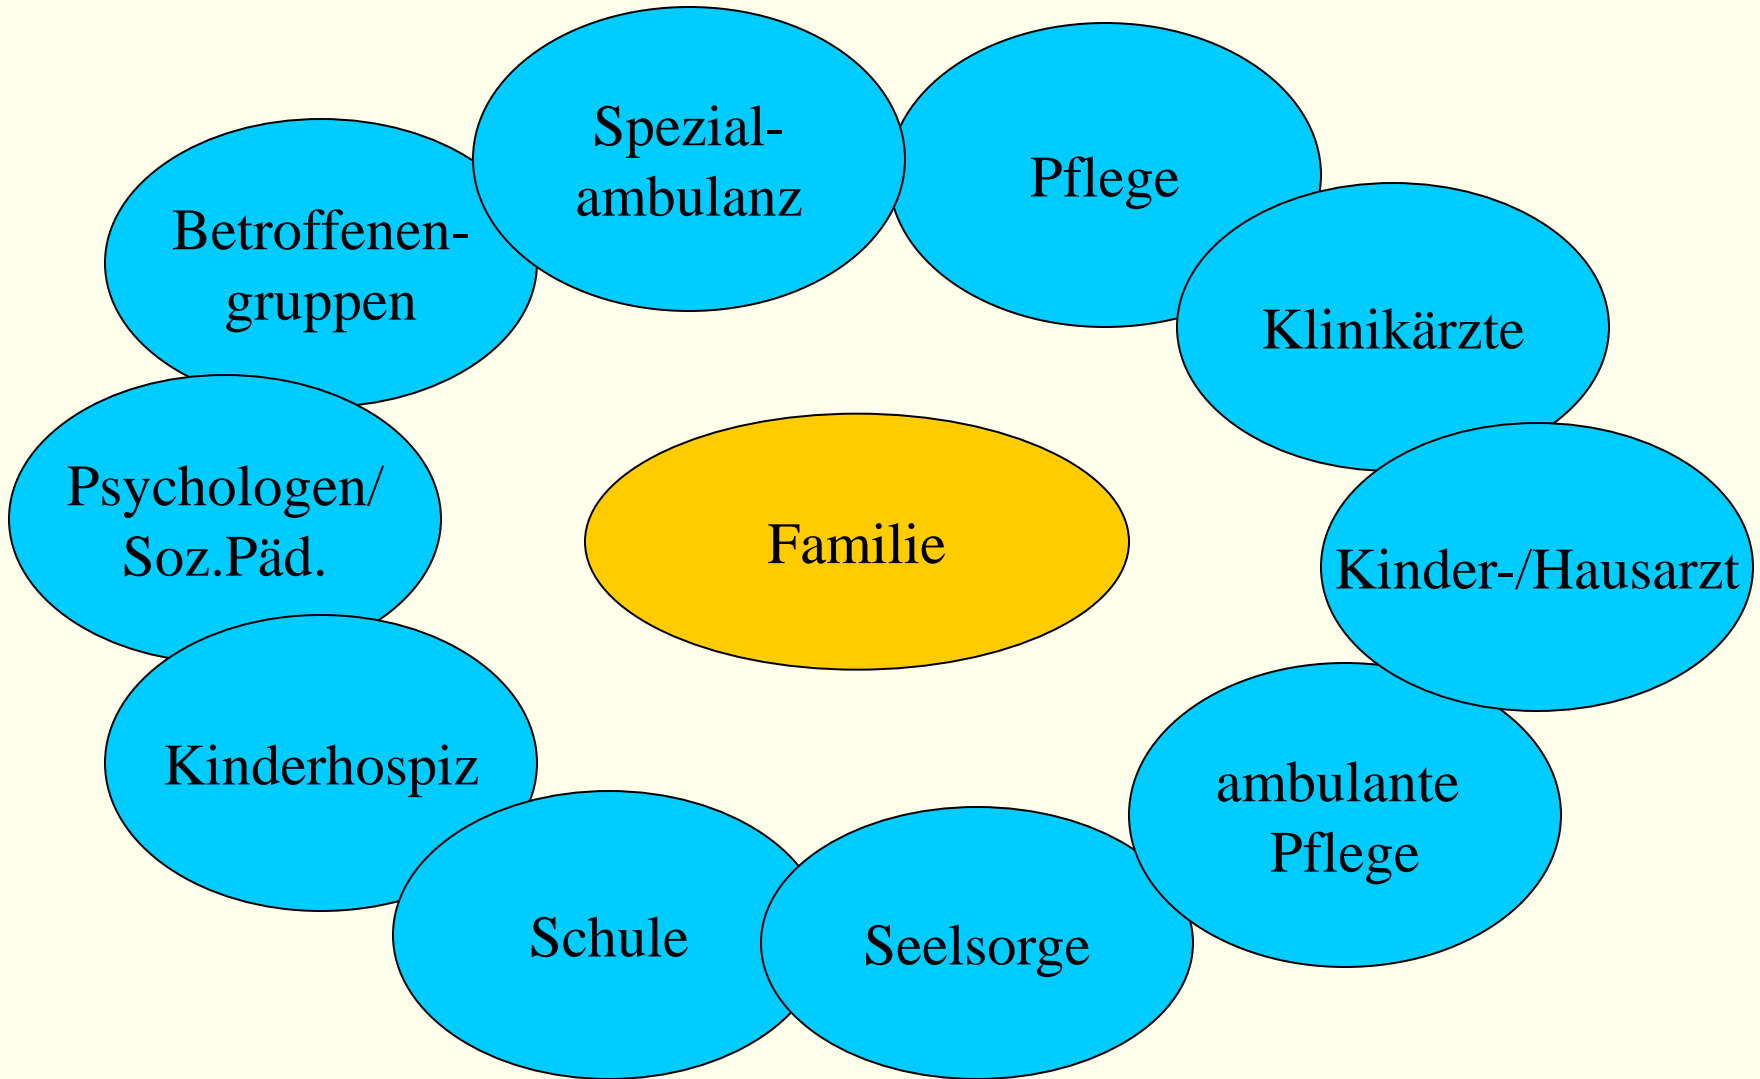 Spezial-
ambulanz
Pflege
Betroffenen-
gruppen
Klinikärzte
Psychologen/
Soz.Päd.
Familie
Kinder-/Hausarzt
Kinderhospiz
ambulante
Pflege
Schule
Seelsorge